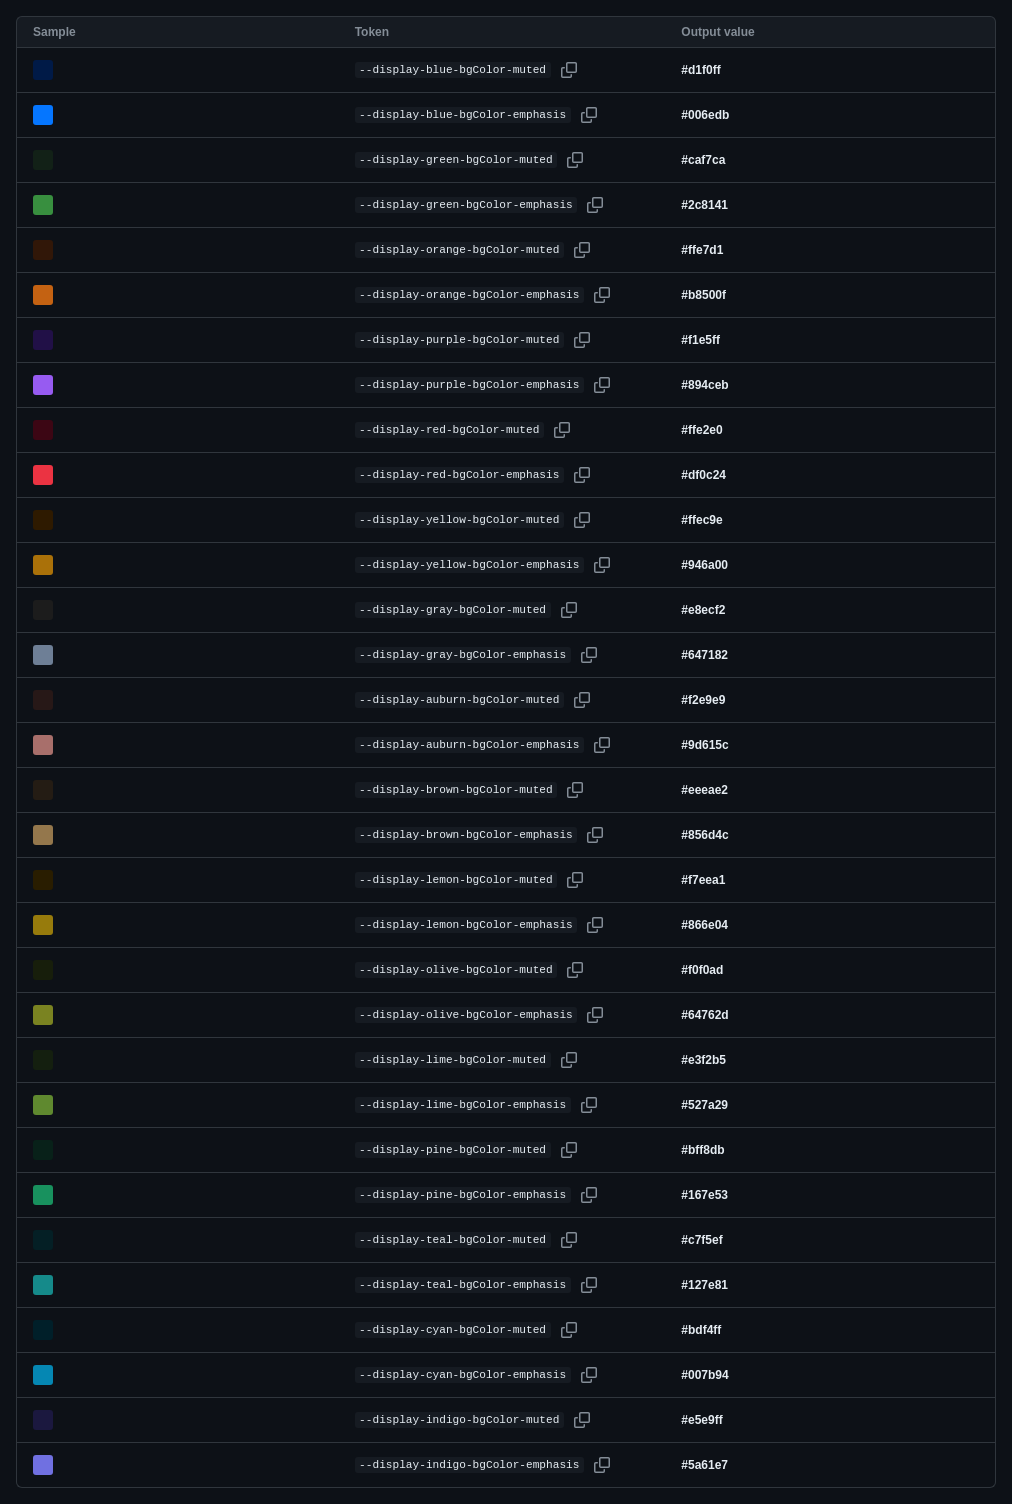 Sample Token Output value
--display-blue-bgColor-muted #d1f0ff
--display-blue-bgColor-emphasis #006edb
--display-green-bgColor-muted #caf7ca
--display-green-bgColor-emphasis #2c8141
--display-orange-bgColor-muted #ffe7d1
--display-orange-bgColor-emphasis #b8500f
--display-purple-bgColor-muted #f1e5ff
--display-purple-bgColor-emphasis #894ceb
--display-red-bgColor-muted #ffe2e0
--display-red-bgColor-emphasis #df0c24
--display-yellow-bgColor-muted #ffec9e
--display-yellow-bgColor-emphasis #946a00
--display-gray-bgColor-muted #e8ecf2
--display-gray-bgColor-emphasis #647182
--display-auburn-bgColor-muted #f2e9e9
--display-auburn-bgColor-emphasis #9d615c
--display-brown-bgColor-muted #eeeae2
--display-brown-bgColor-emphasis #856d4c
--display-lemon-bgColor-muted #f7eea1
--display-lemon-bgColor-emphasis #866e04
--display-olive-bgColor-muted #f0f0ad
--display-olive-bgColor-emphasis #64762d
--display-lime-bgColor-muted #e3f2b5
--display-lime-bgColor-emphasis #527a29
--display-pine-bgColor-muted #bff8db
--display-pine-bgColor-emphasis #167e53
--display-teal-bgColor-muted #c7f5ef
--display-teal-bgColor-emphasis #127e81
--display-cyan-bgColor-muted #bdf4ff
--display-cyan-bgColor-emphasis #007b94
--display-indigo-bgColor-muted #e5e9ff
--display-indigo-bgColor-emphasis #5a61e7